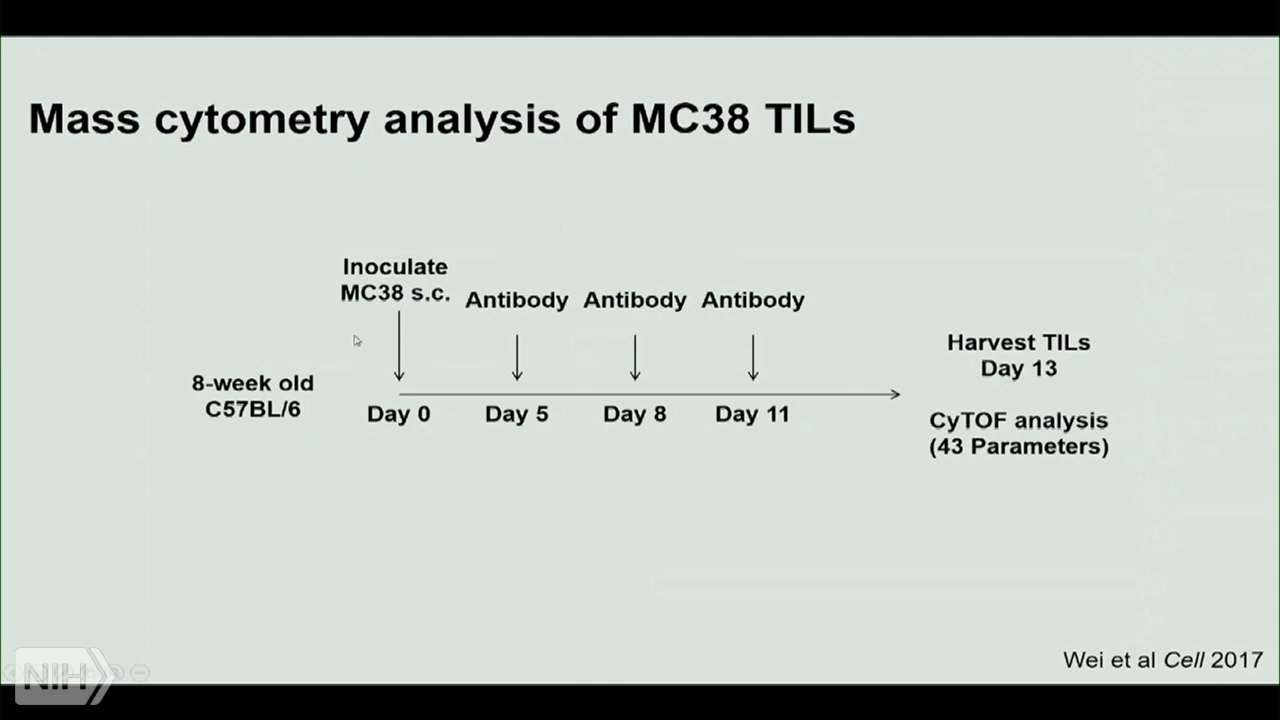 Mass cytometry analysis of MC38 TILs
Inoculate
MC38 s.c.
Antibody
Antibody
Antibody
8-week old
C57BL/6
Day 0
Day 5
Day 8
Day 11
Harvest TILs
Day 13
CyTOF analysis
(43 Parameters)
Wei et al Cell 2017
NIH